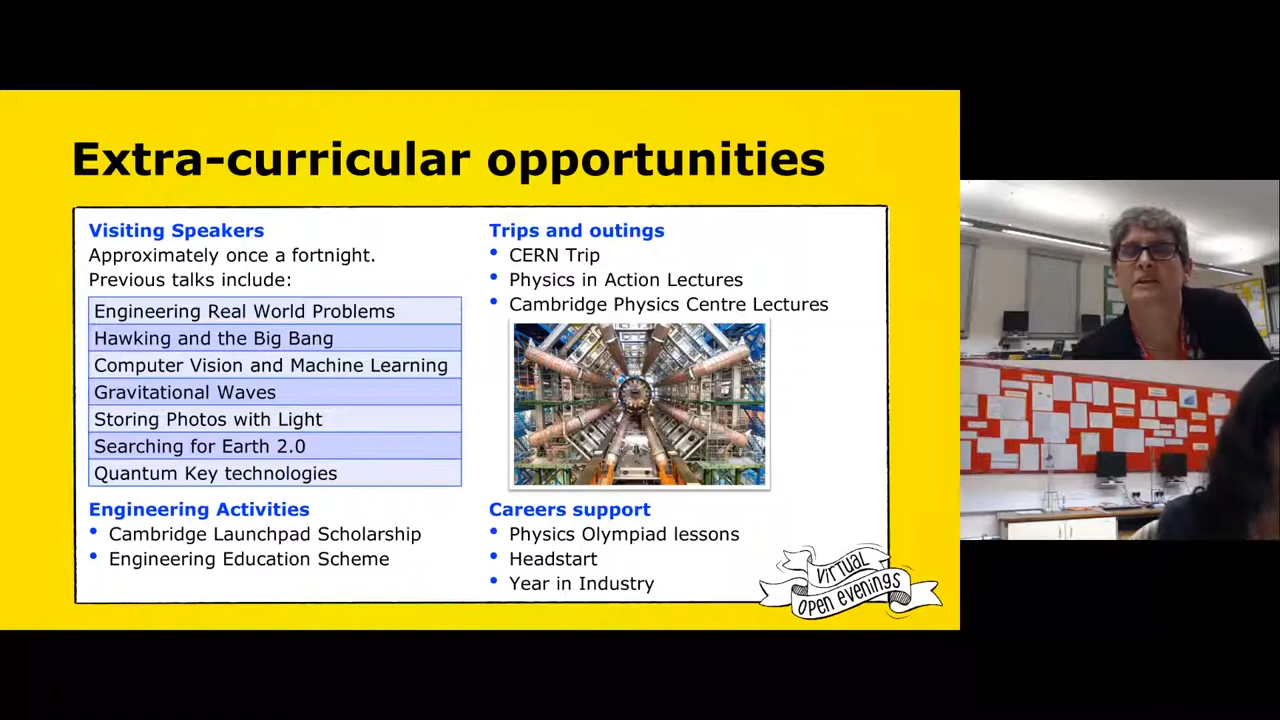 Extra-curricular opportunities
Visiting Speakers
Approximately once a fortnight.
Previous talks include:
Engineering Real World Problems
Hawking and the Big Bang
Computer Vision and Machine Learning
Gravitational Waves
Storing Photos with Light
Searching for Earth 2.0
Quantum Key technologies
Engineering Activities
• Cambridge Launchpad Scholarship
• Engineering Education Scheme
Trips and outings
• CERN Trip
• Physics in Action Lectures
• Cambridge Physics Centre Lectures
Careers support
• Physics Olympiad lessons
• Headstart
• Year in Industry
VIRTUAL
OPEN EVENINGS